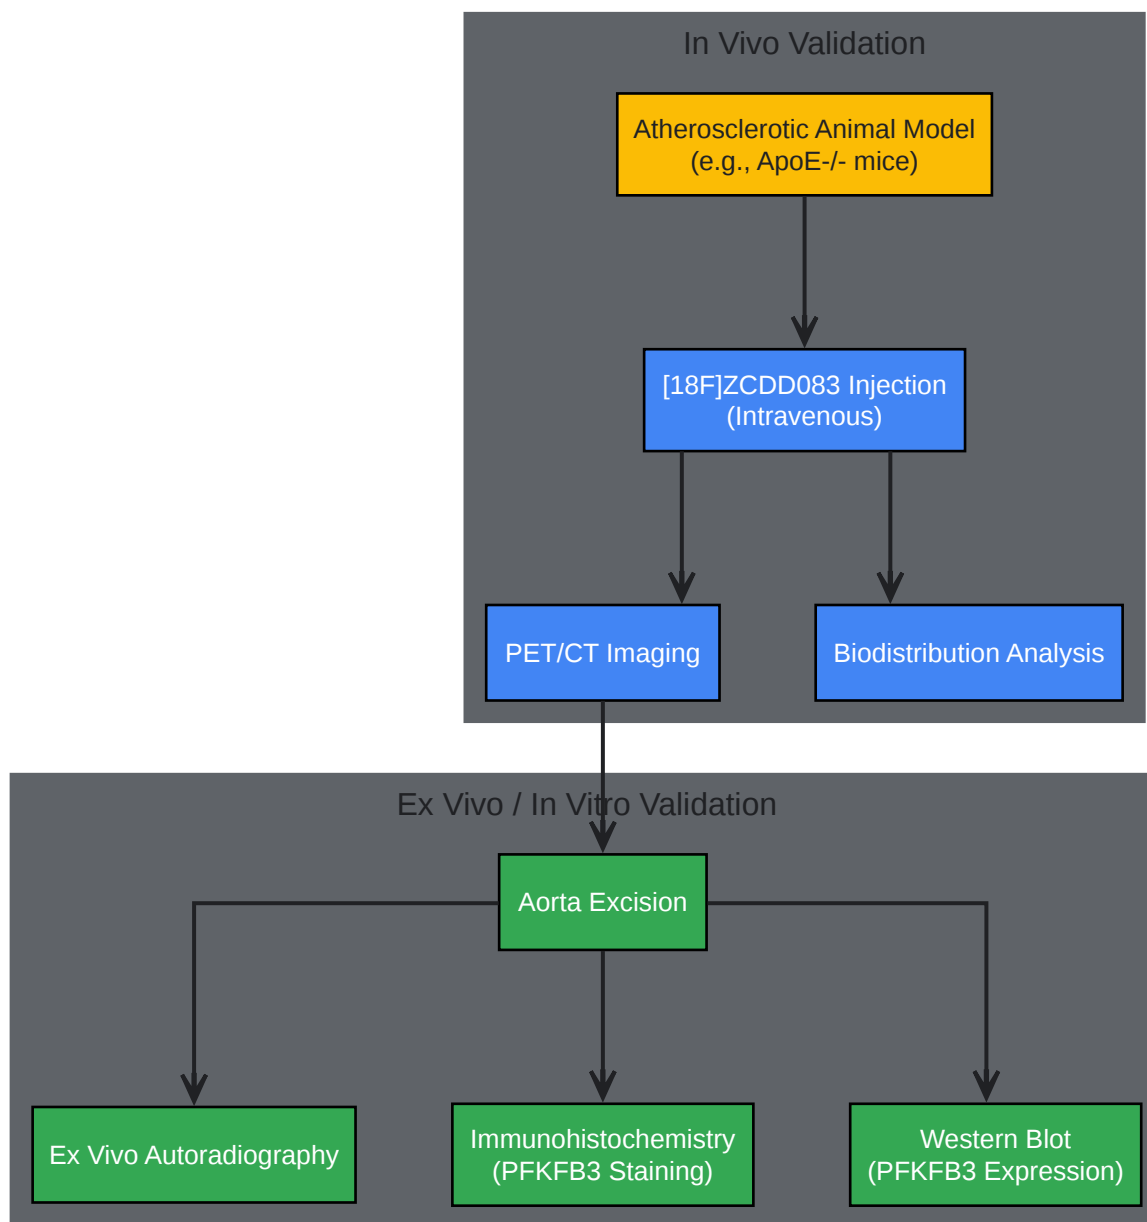 In Vivo Validation
Atherosclerotic Animal Model
(e.g., ApoE-/- mice)
[18F]ZCDD083 Injection
(Intravenous)
PET/CT Imaging
Biodistribution Analysis
Ex Vivo / In Vitro Validation
Aorta Excision
Ex Vivo Autoradiography
Immunohistochemistry
(PFKFB3 Staining)
Western Blot
(PFKFB3 Expression)